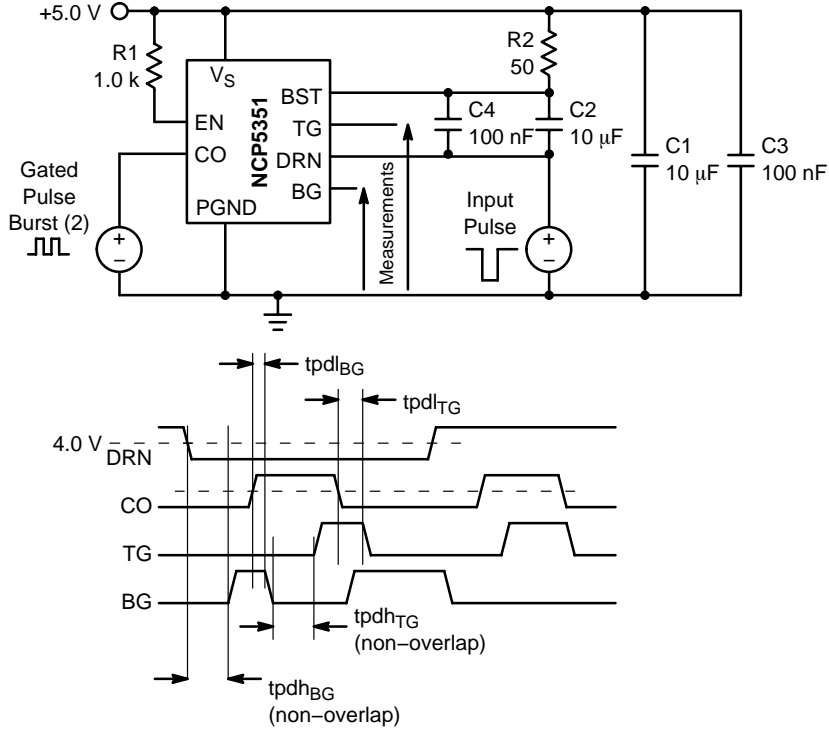 +5.0 V
R1
1.0 k
VS
EN
CO
PGND
NCP5351
BST
TG
DRN
BG
Measurements
R2
50
C4
100 nF
C2
10 μF
C1
10 μF
C3
100 nF
Gated
Pulse
Burst (2)
+
−
Input
Pulse
+
−
tpdlBG
tpdlTG
4.0 V
DRN
CO
TG
BG
tpdhTG
(non−overlap)
tpdhBG
(non−overlap)